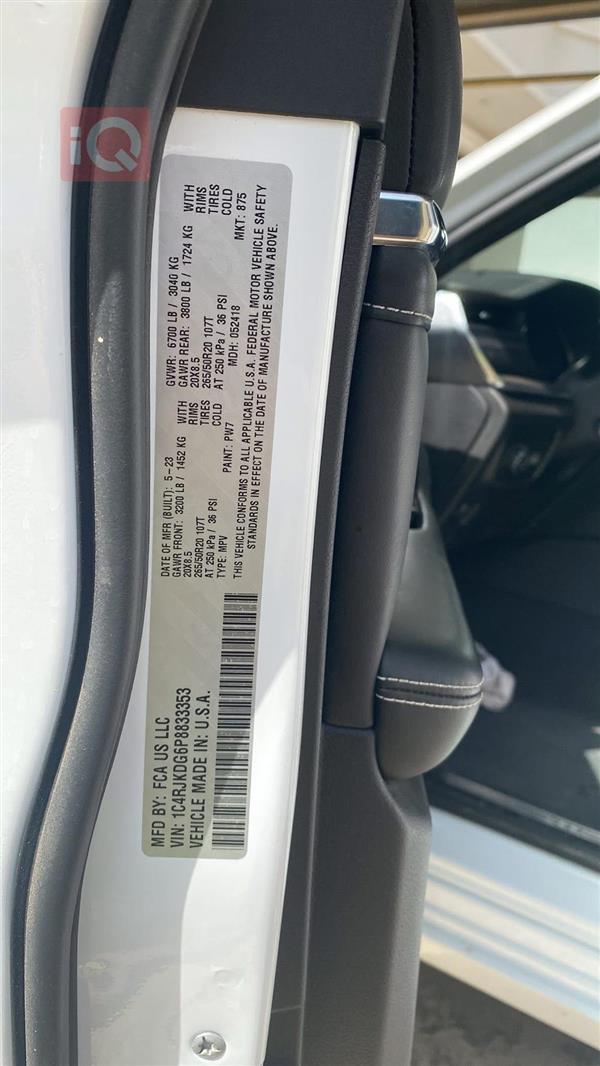 iQ
MFD BY: FCA US LLC
VIN: 1C4RJKDG6P8833353
VEHICLE MADE IN: U.S.A.
DATE OF MFR (BUILT): 5-23
GAWR FRONT: 3200 LB / 1452 KG WITH
20X8.5 RIMS
265/50R20 107T TIRES
AT 250 kPa / 36 PSI COLD
TYPE: MPV
PAINT: PW7
GVWR: 6700 LB / 3040 KG
GAWR REAR: 3800 LB / 1724 KG WITH
20X8.5 RIMS
265/50R20 107T TIRES
AT 250 kPa / 36 PSI COLD
MDH: 052418 MKT: 875
THIS VEHICLE CONFORMS TO ALL APPLICABLE U.S.A. FEDERAL MOTOR VEHICLE SAFETY
STANDARDS IN EFFECT ON THE DATE OF MANUFACTURE SHOWN ABOVE.